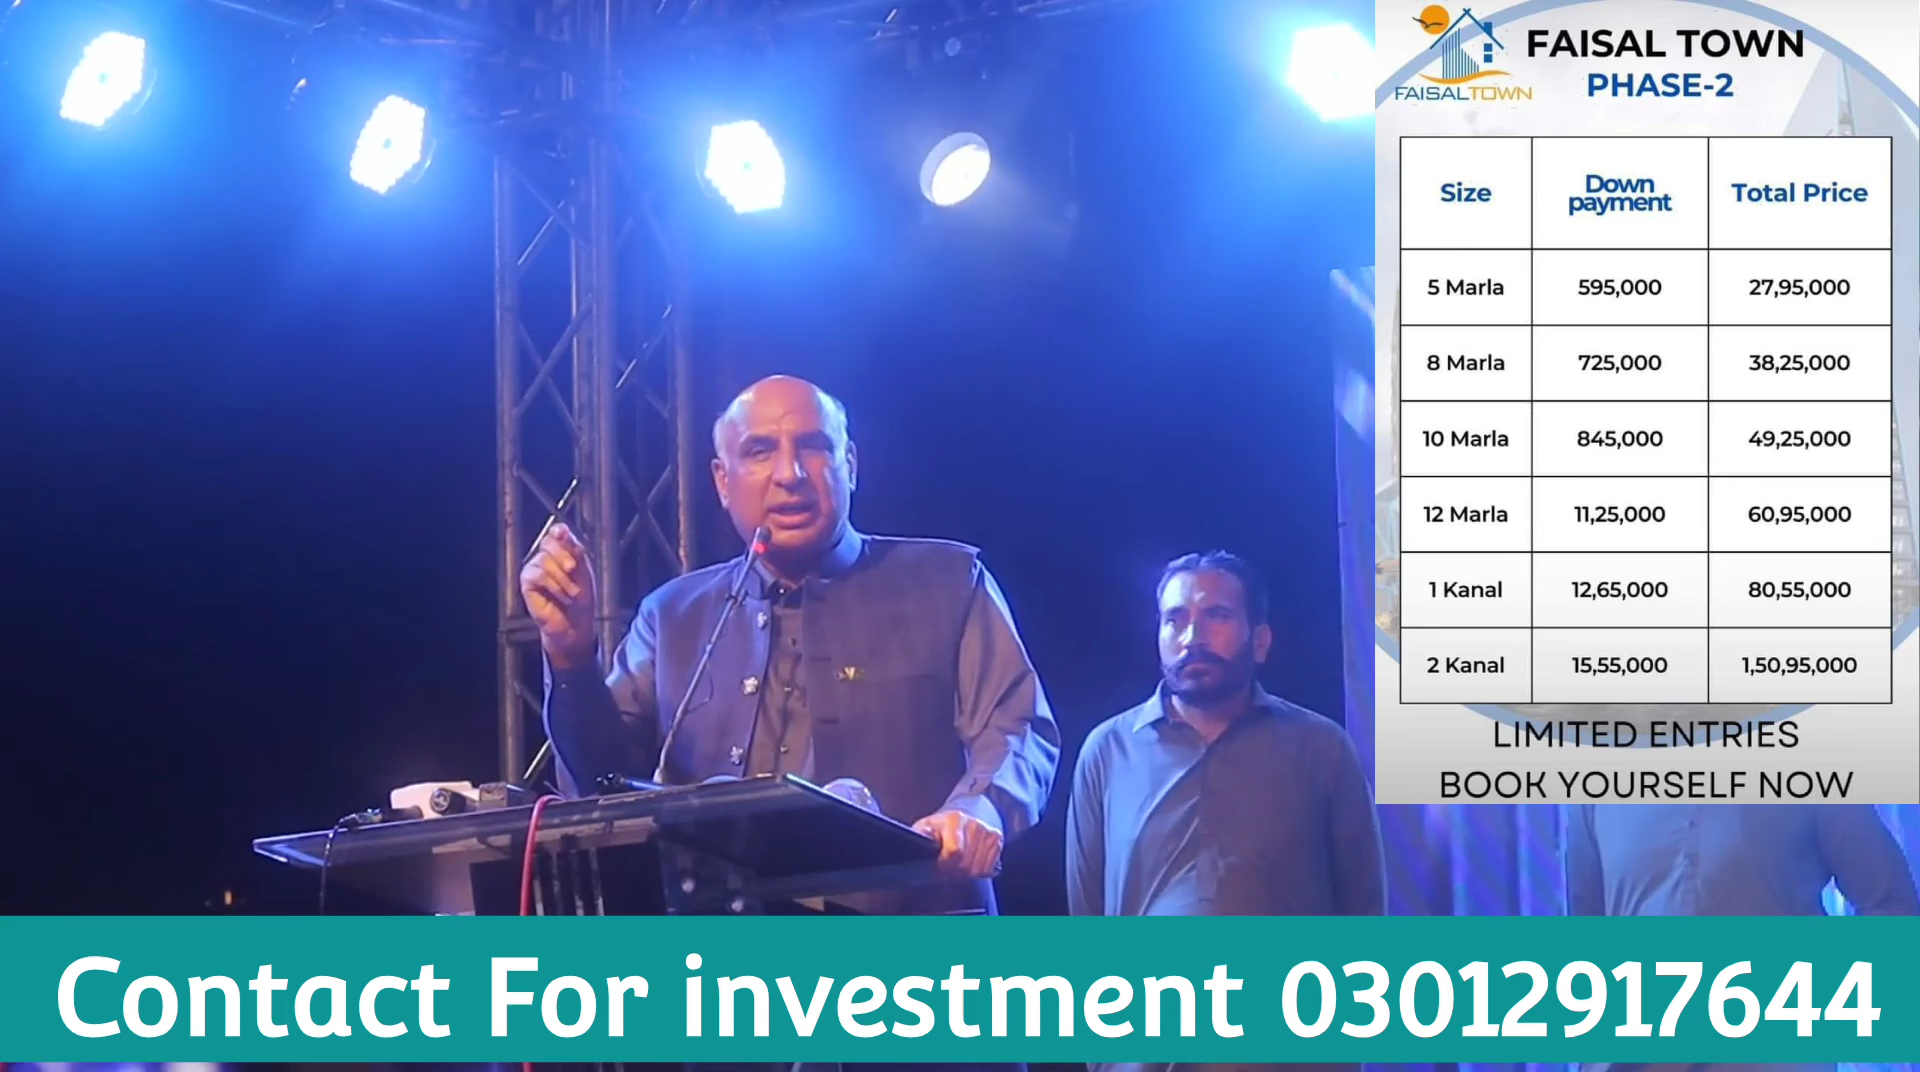 FAISALTOWN
FAISAL TOWN
PHASE-2
Size Down payment Total Price
5 Marla 595,000 27,95,000
8 Marla 725,000 38,25,000
10 Marla 845,000 49,25,000
12 Marla 11,25,000 60,95,000
1 Kanal 12,65,000 80,55,000
2 Kanal 15,55,000 1,50,95,000
LIMITED ENTRIES
BOOK YOURSELF NOW
Contact For investment 03012917644